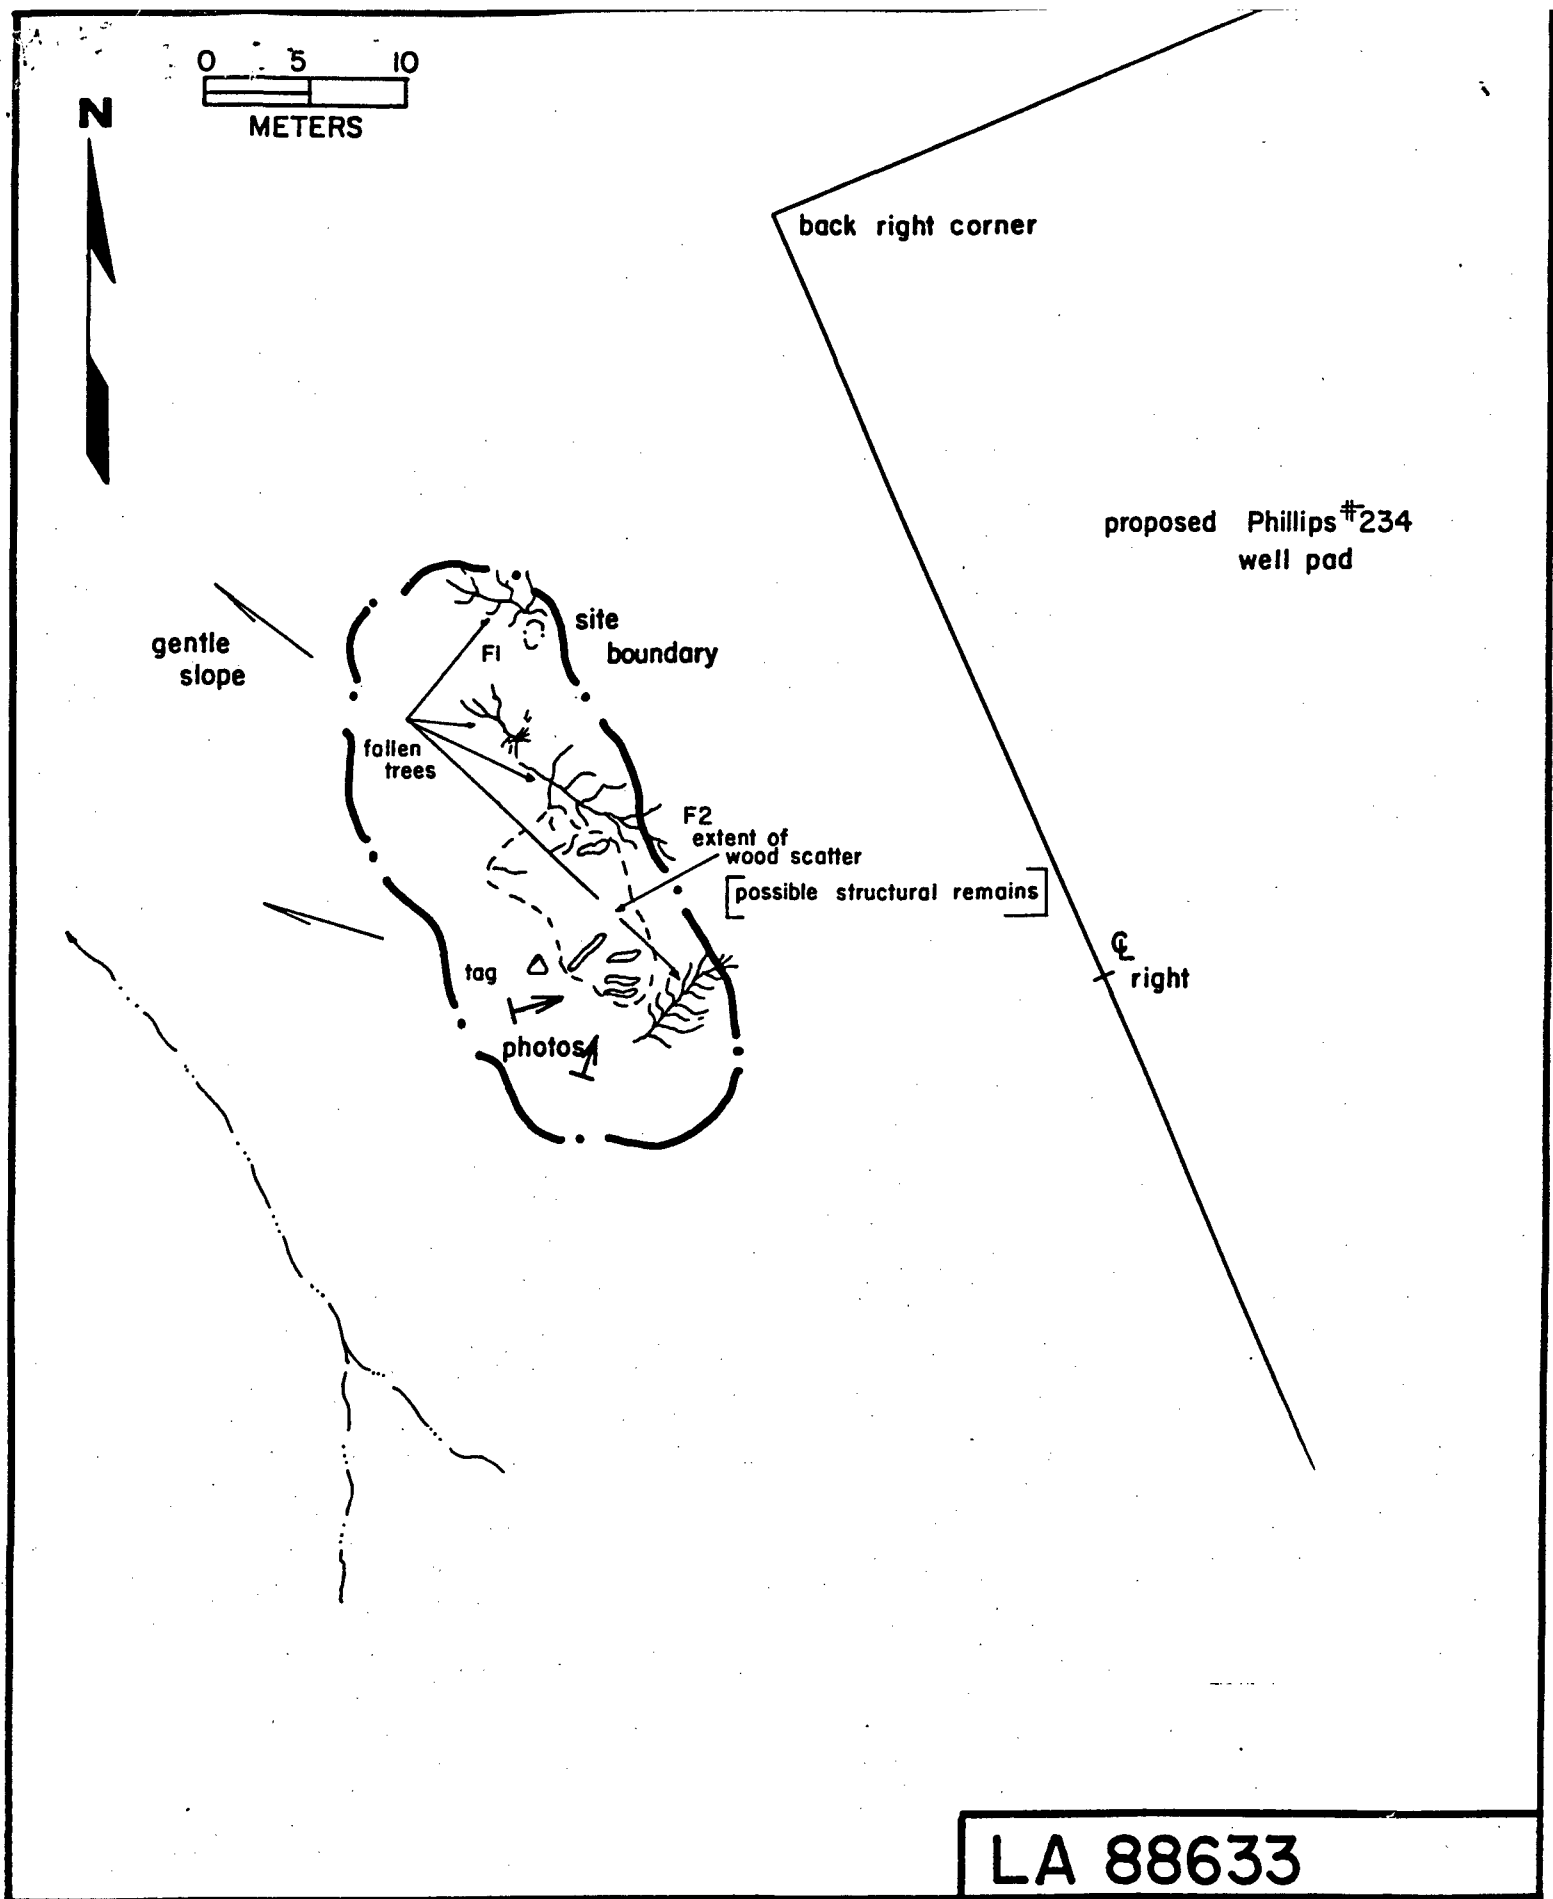 0 5 10
METERS
N
back right corner
proposed Phillips #234
well pad
site
boundary
gentle
slope
F1
fallen
trees
F2
extent of
wood scatter
[possible structural remains]
℄
right
tag
photos
LA 88633